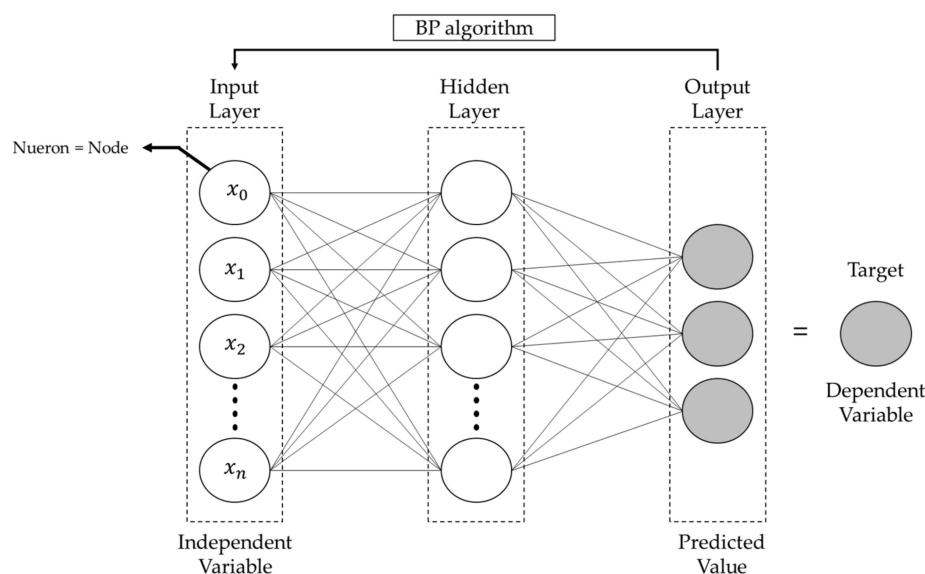 BP algorithm
Input
Layer
Hidden
Layer
Output
Layer
Nueron = Node
x₀
x₁
x₂
xₙ
=
Target
Dependent
Variable
Independent
Variable
Predicted
Value